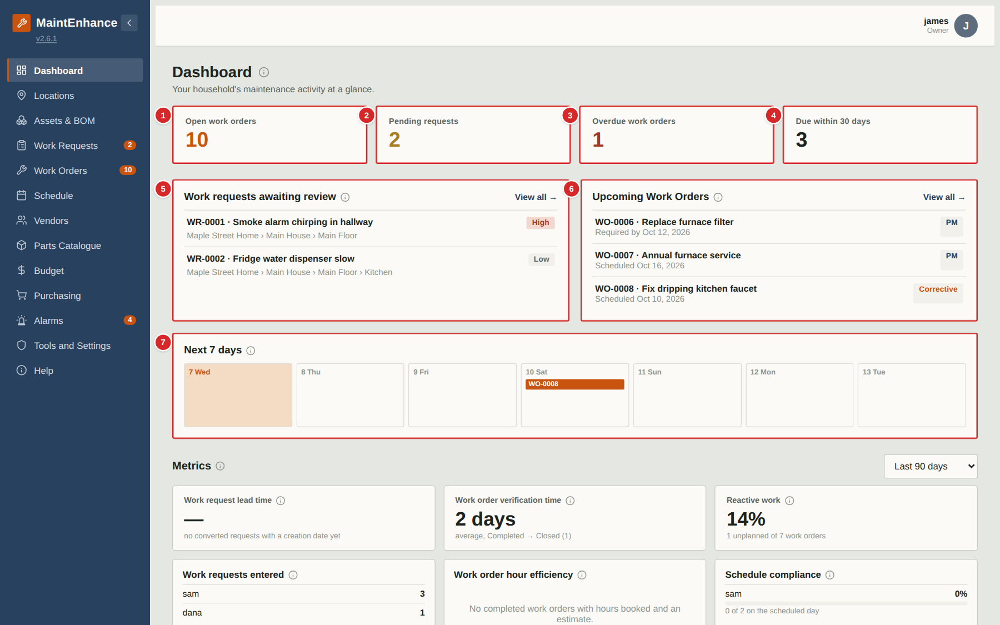 MaintEnhance
v2.6.1
Dashboard
Locations
Assets & BOM
Work Requests 2
Work Orders 10
Schedule
Vendors
Parts Catalogue
Budget
Purchasing
Alarms 4
Tools and Settings
Help
james
Owner
J
Dashboard
Your household's maintenance activity at a glance.
1
Open work orders
10
2
Pending requests
2
3
Overdue work orders
1
4
Due within 30 days
3
5
Work requests awaiting review
View all →
WR-0001 · Smoke alarm chirping in hallway
High
Maple Street Home › Main House › Main Floor
WR-0002 · Fridge water dispenser slow
Low
Maple Street Home › Main House › Main Floor › Kitchen
6
Upcoming Work Orders
View all →
WO-0006 · Replace furnace filter
PM
Required by Oct 12, 2026
WO-0007 · Annual furnace service
PM
Scheduled Oct 16, 2026
WO-0008 · Fix dripping kitchen faucet
Corrective
Scheduled Oct 10, 2026
7
Next 7 days
7 Wed
8 Thu
9 Fri
10 Sat
WO-0008
11 Sun
12 Mon
13 Tue
Metrics
Last 90 days
Work request lead time
—
no converted requests with a creation date yet
Work order verification time
2 days
average, Completed → Closed (1)
Reactive work
14%
1 unplanned of 7 work orders
Work requests entered
sam 3
dana 1
Work order hour efficiency
No completed work orders with hours booked and an
estimate.
Schedule compliance
sam 0%
0 of 2 on the scheduled day